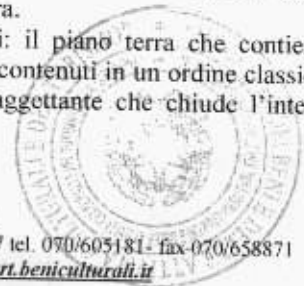 ra.
i: il piano terra che contie
contenuti in un ordine classi
aggettante che chiude l'inte
tel. 070/605181- fax 070/658871
rt.beniculturali.it